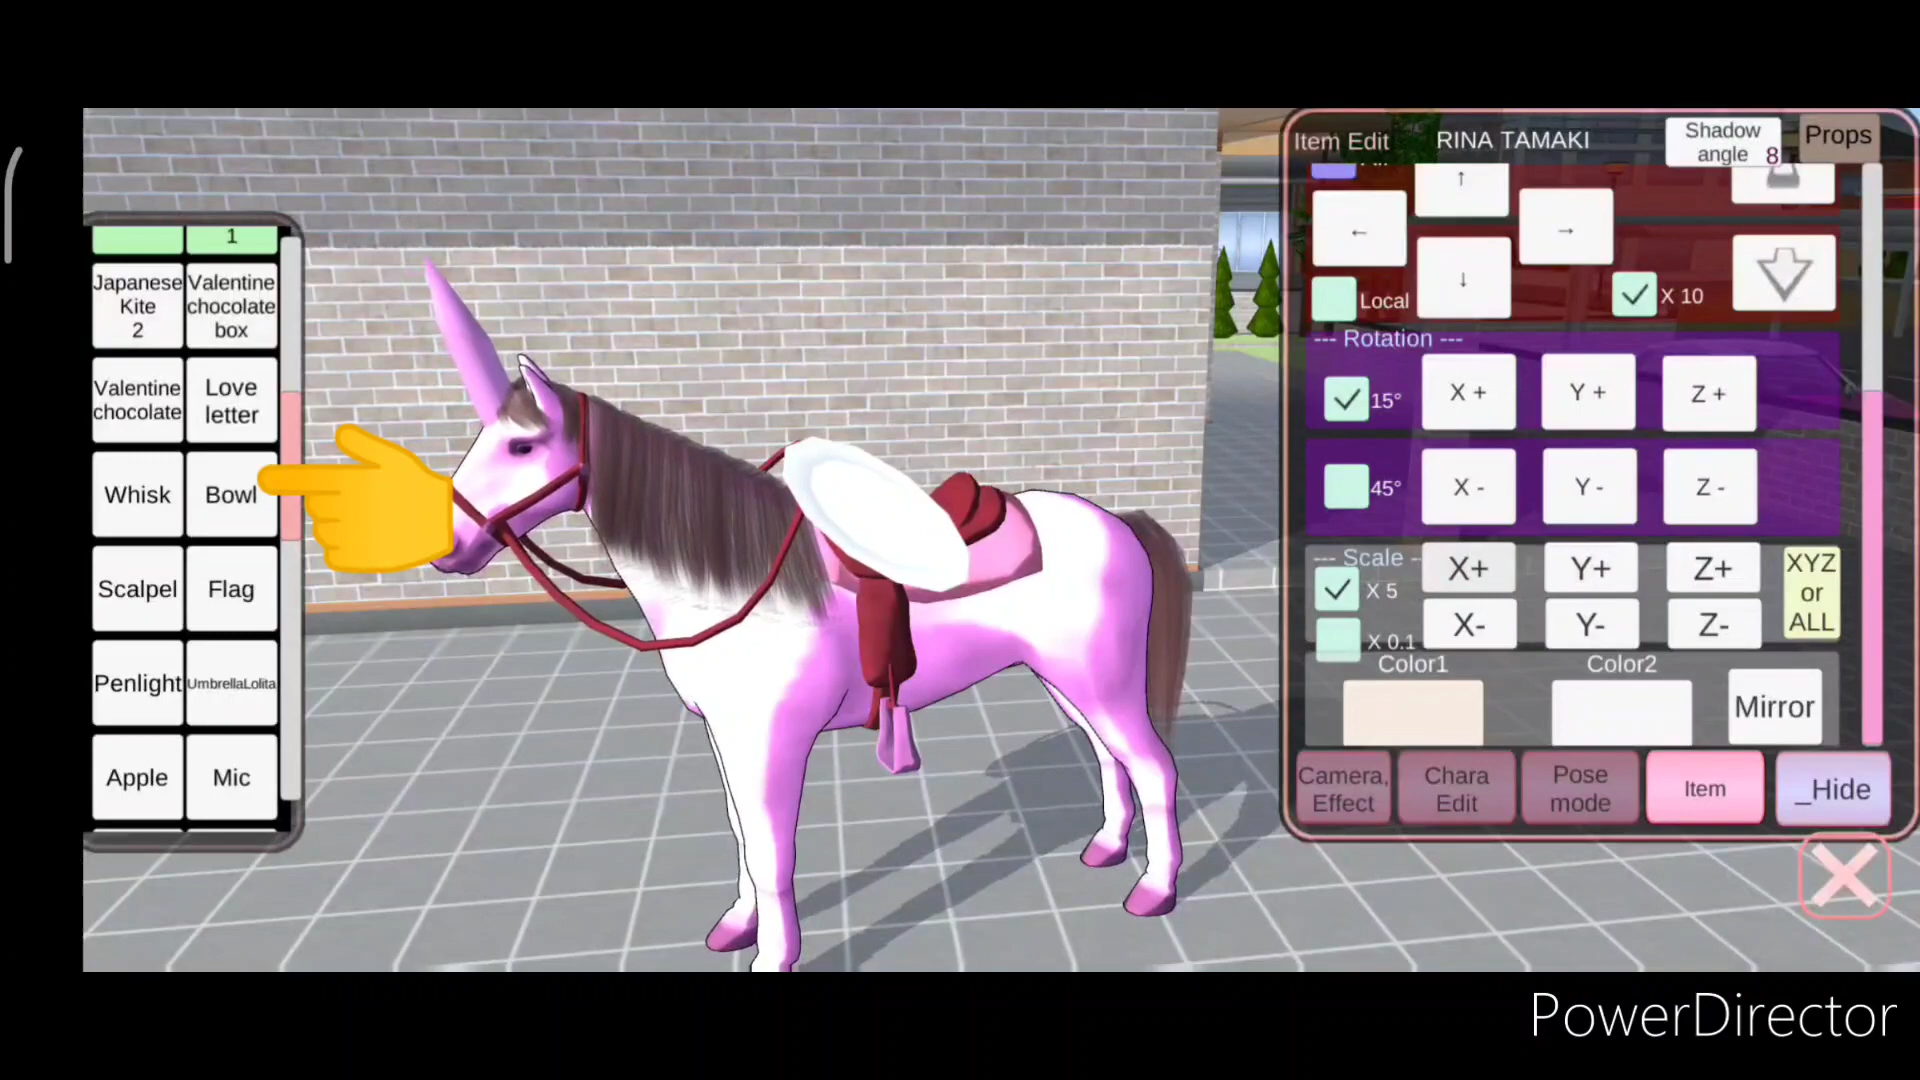 1
Japanese
Kite
2
Valentine
chocolate
box
Valentine
chocolate
Love
letter
Whisk
Bowl
Scalpel
Flag
Penlight
UmbrellaLolita
Apple
Mic
Item Edit
RINA TAMAKI
Shadow
angle 8
Props
↑
←
→
↓
Local
X 10
--- Rotation ---
15°
X +
Y +
Z +
45°
X -
Y -
Z -
--- Scale -
X 5
X 0.1
X+
Y+
Z+
X-
Y-
Z-
XYZ
or
ALL
Color1
Color2
Mirror
Camera,
Effect
Chara
Edit
Pose
mode
Item
_Hide
PowerDirector